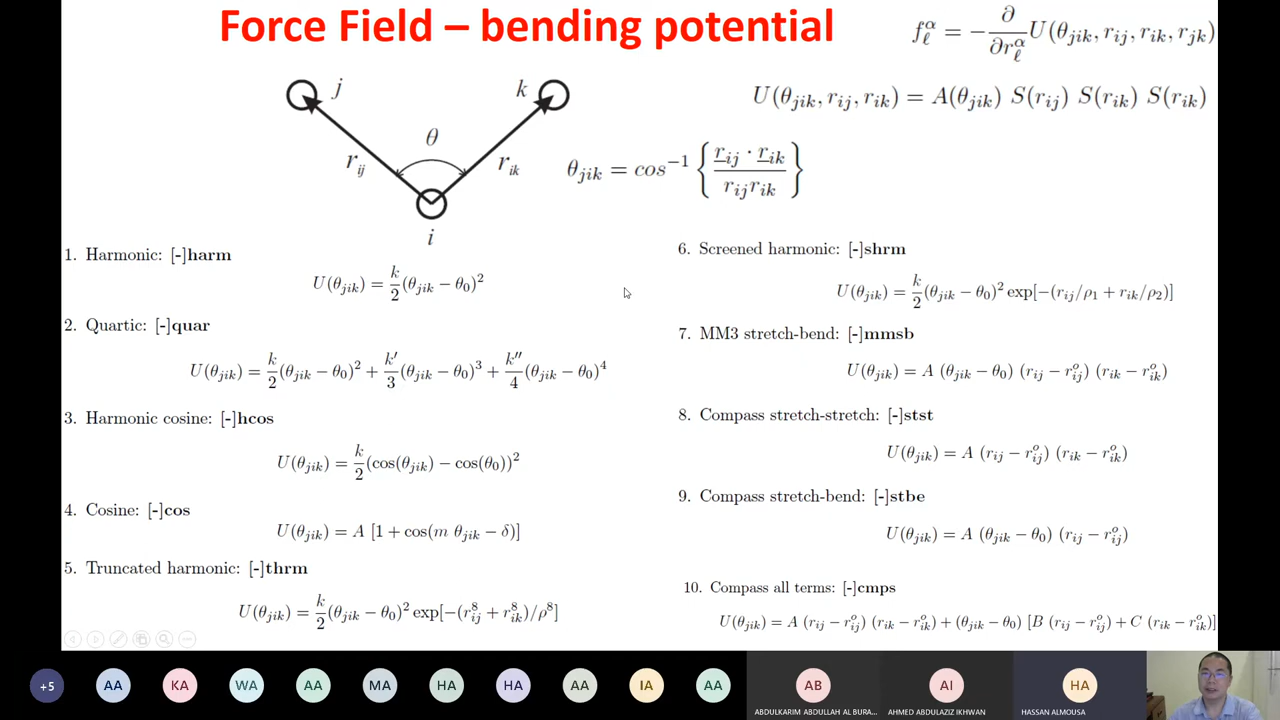 Force Field – bending potential
f_ℓ^α = − ∂/∂r_ℓ^α U(θ_jik, r_ij, r_ik, r_jk)
U(θ_jik, r_ij, r_ik) = A(θ_jik) S(r_ij) S(r_ik) S(r_ik)
j
k
θ
r_ij
r_ik
i
θ_jik = cos^−1 { r_ij · r_ik / r_ij r_ik }
1. Harmonic: [-]harm
U(θ_jik) = k/2 (θ_jik − θ_0)^2
2. Quartic: [-]quar
U(θ_jik) = k/2 (θ_jik − θ_0)^2 + k′/3 (θ_jik − θ_0)^3 + k″/4 (θ_jik − θ_0)^4
3. Harmonic cosine: [-]hcos
U(θ_jik) = k/2 (cos(θ_jik) − cos(θ_0))^2
4. Cosine: [-]cos
U(θ_jik) = A [1 + cos(m θ_jik − δ)]
5. Truncated harmonic: [-]thrm
U(θ_jik) = k/2 (θ_jik − θ_0)^2 exp[−(r_ij^8 + r_ik^8)/ρ^8]
6. Screened harmonic: [-]shrm
U(θ_jik) = k/2 (θ_jik − θ_0)^2 exp[−(r_ij/ρ_1 + r_ik/ρ_2)]
7. MM3 stretch-bend: [-]mmsb
U(θ_jik) = A (θ_jik − θ_0) (r_ij − r_ij^o) (r_ik − r_ik^o)
8. Compass stretch-stretch: [-]stst
U(θ_jik) = A (r_ij − r_ij^o) (r_ik − r_ik^o)
9. Compass stretch-bend: [-]stbe
U(θ_jik) = A (θ_jik − θ_0) (r_ij − r_ij^o)
10. Compass all terms: [-]cmps
U(θ_jik) = A (r_ij − r_ij^o) (r_ik − r_ik^o) + (θ_jik − θ_0) [B (r_ij − r_ij^o) + C (r_ik − r_ik^o)]
+5 AA KA WA AA MA HA HA AA IA AA AB AI HA
ABDULKARIM ABDULLAH AL BURA... AHMED ABDULAZIZ IKHWAN HASSAN ALMOUSA